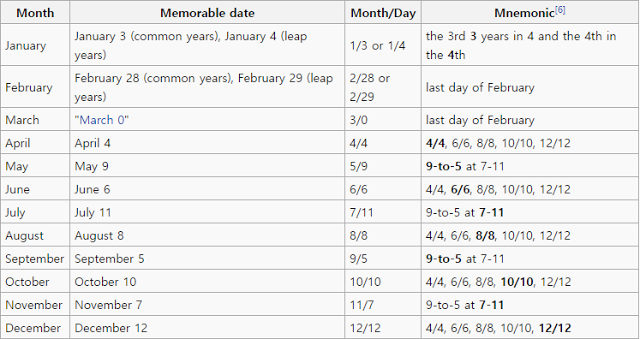 Month Memorable date Month/Day Mnemonic[6]
January January 3 (common years), January 4 (leap years) 1/3 or 1/4 the 3rd 3 years in 4 and the 4th in the 4th
February February 28 (common years), February 29 (leap years) 2/28 or 2/29 last day of February
March "March 0" 3/0 last day of February
April April 4 4/4 4/4, 6/6, 8/8, 10/10, 12/12
May May 9 5/9 9-to-5 at 7-11
June June 6 6/6 4/4, 6/6, 8/8, 10/10, 12/12
July July 11 7/11 9-to-5 at 7-11
August August 8 8/8 4/4, 6/6, 8/8, 10/10, 12/12
September September 5 9/5 9-to-5 at 7-11
October October 10 10/10 4/4, 6/6, 8/8, 10/10, 12/12
November November 7 11/7 9-to-5 at 7-11
December December 12 12/12 4/4, 6/6, 8/8, 10/10, 12/12